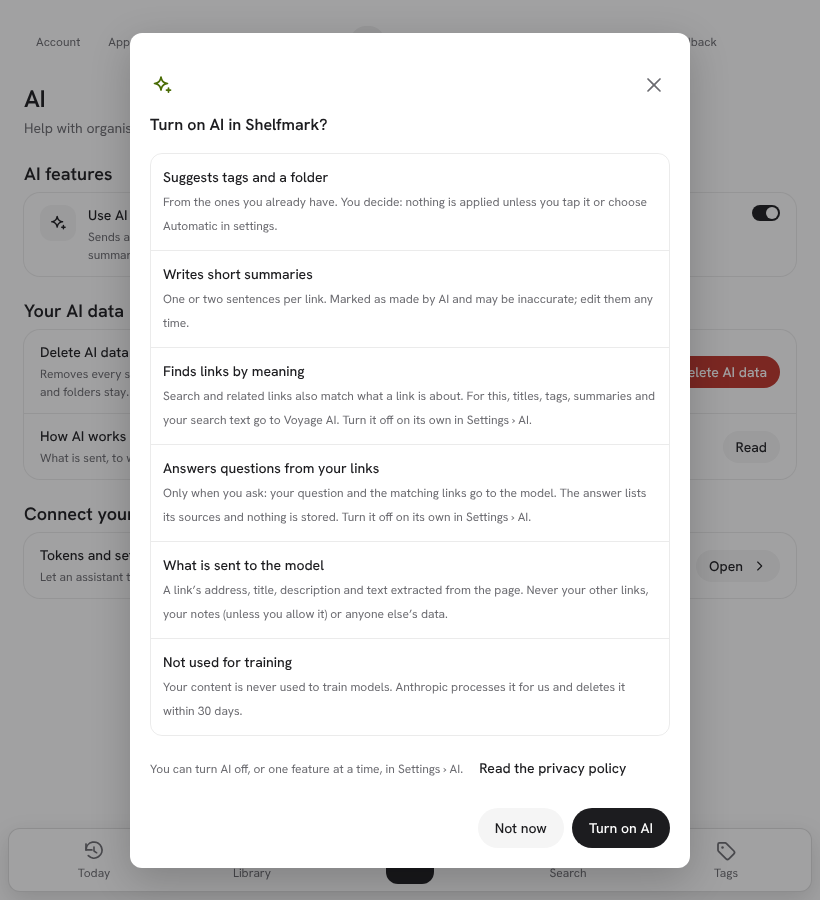 Account
Turn on AI in Shelfmark?
Suggests tags and a folder
From the ones you already have. You decide: nothing is applied unless you tap it or choose
Automatic in settings.
Writes short summaries
One or two sentences per link. Marked as made by AI and may be inaccurate; edit them any
time.
Finds links by meaning
Search and related links also match what a link is about. For this, titles, tags, summaries and
your search text go to Voyage AI. Turn it off on its own in Settings › AI.
Answers questions from your links
Only when you ask: your question and the matching links go to the model. The answer lists
its sources and nothing is stored. Turn it off on its own in Settings › AI.
What is sent to the model
A link’s address, title, description and text extracted from the page. Never your other links,
your notes (unless you allow it) or anyone else’s data.
Not used for training
Your content is never used to train models. Anthropic processes it for us and deletes it
within 30 days.
You can turn AI off, or one feature at a time, in Settings › AI. Read the privacy policy
Not now Turn on AI
AI
Help with
AI features
Use AI
Sends
Your AI data
Delete AI data
AI data
Removes every
and folders stay.
How AI works
Read
What is sent, to
Connect your
Tokens and
Open
Let an assistant
Today Library Search Tags